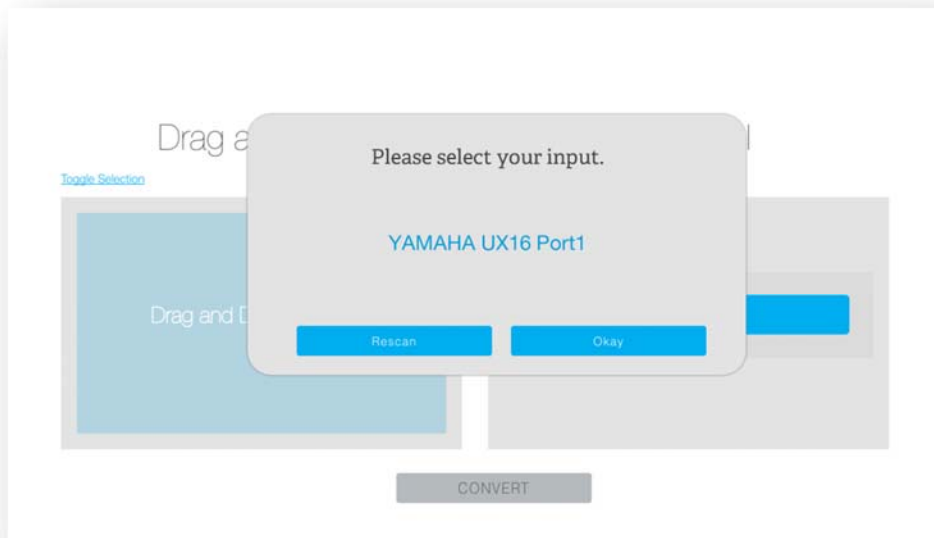 Drag a
Please select your input.
Toggle Selection
YAMAHA UX16 Port1
Drag and
Rescan
Okay
CONVERT